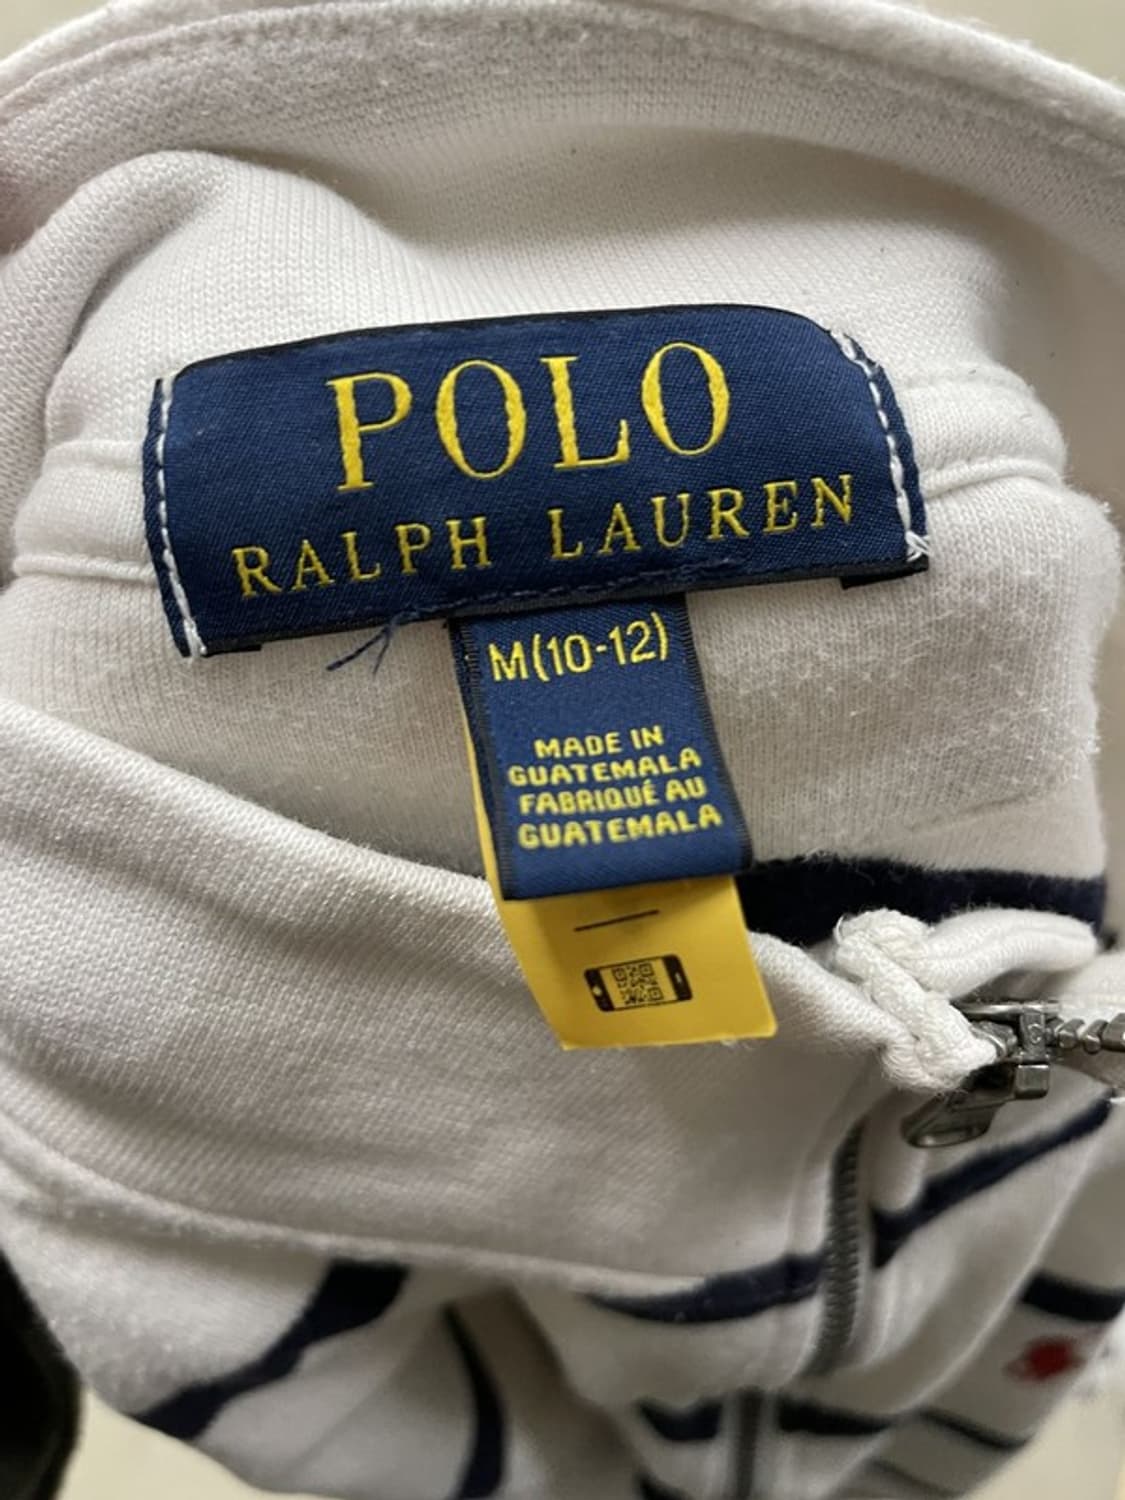 POLO
RALPH LAUREN
M(10-12)
MADE IN
GUATEMALA
FABRIQUÉ AU
GUATEMALA